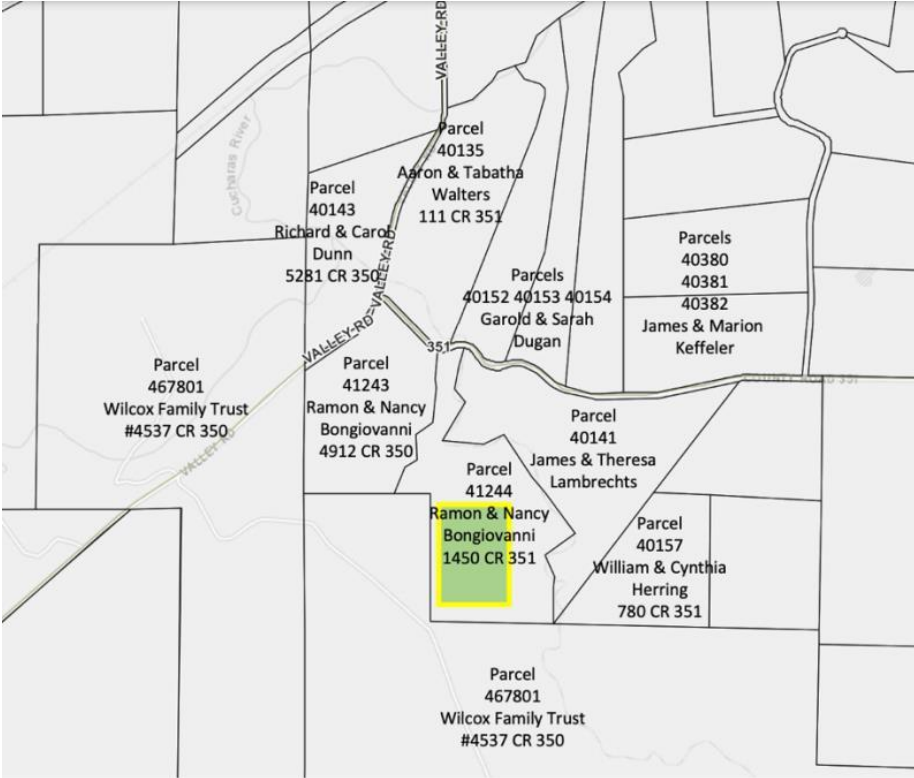 VALLEY-RD
Cucharas River
Parcel
40135
Aaron & Tabatha
Walters
111 CR 351
Parcel
40143
Richard & Carol
Dunn
5281 CR 350
VALLEY-RD
VALLEY-RD
351
Parcels
40152 40153 40154
Garold & Sarah
Dugan
Parcels
40380
40381
40382
James & Marion
Keffeler
COUNTY ROAD 351
Parcel
467801
Wilcox Family Trust
#4537 CR 350
VALLEY RD
Parcel
41243
Ramon & Nancy
Bongiovanni
4912 CR 350
Parcel
40141
James & Theresa
Lambrechts
Parcel
41244
Ramon & Nancy
Bongiovanni
1450 CR 351
Parcel
40157
William & Cynthia
Herring
780 CR 351
Parcel
467801
Wilcox Family Trust
#4537 CR 350